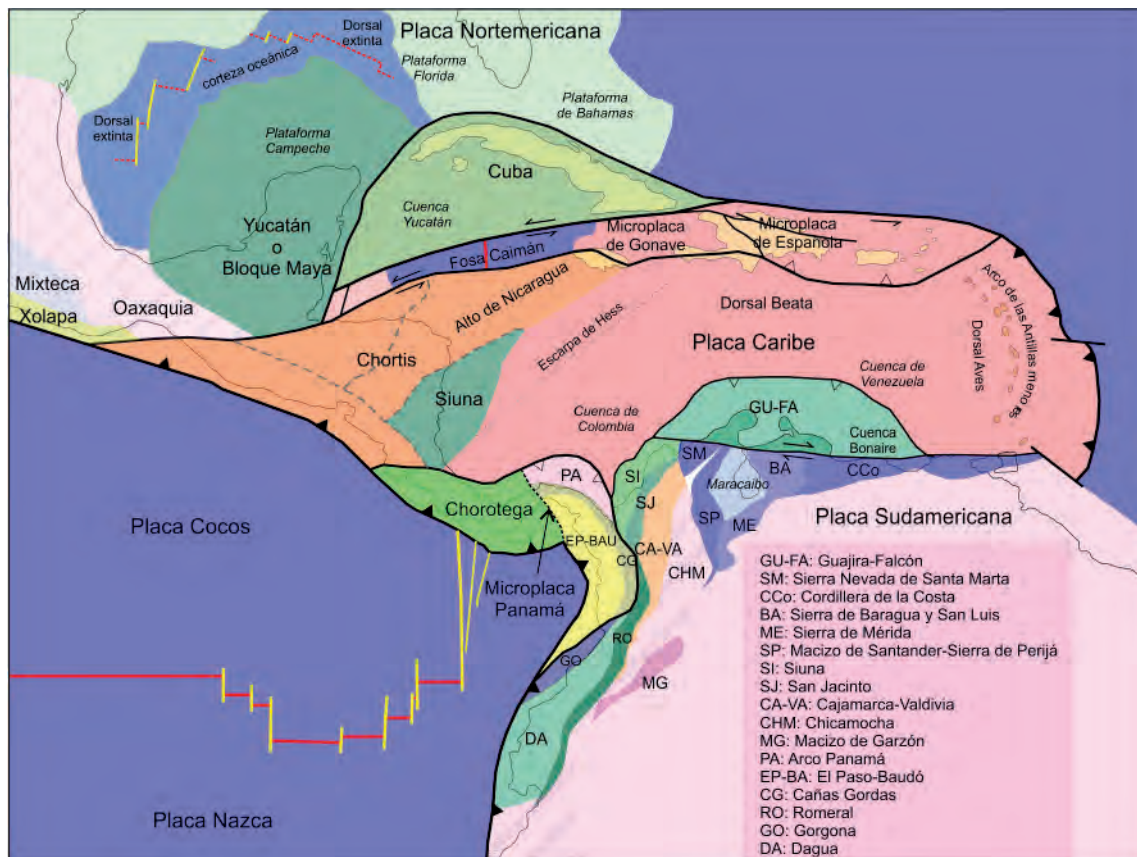 Placa Nortemericana
Dorsal
extinta
corteza oceánica
Plataforma
Florida
Dorsal
extinta
Plataforma
Campeche
Plataforma
de Bahamas
Cuba
Cuenca
Yucatán
Yucatán
o
Bloque Maya
Fosa Caimán
Microplaca
de Gonave
Microplaca
de Española
Mixteca
Xolapa
Oaxaquia
Alto de Nicaragua
Escarpa de Hess
Dorsal Beata
Placa Caribe
Arco de las Antillas menores
Dorsal Aves
Chortis
Siuna
Cuenca de
Venezuela
Cuenca de
Colombia
GU-FA
Cuenca
Bonaire
SM
BA
CCo
Maracaibo
PA
SI
SJ
SP
ME
Placa Sudamericana
Chorotega
Placa Cocos
EP-BAU
CG
CA-VA
CHM
Microplaca
Panamá
RO
GO
MG
DA
Placa Nazca
GU-FA: Guajira-Falcón
SM: Sierra Nevada de Santa Marta
CCo: Cordillera de la Costa
BA: Sierra de Baragua y San Luis
ME: Sierra de Mérida
SP: Macizo de Santander-Sierra de Perijá
SI: Siuna
SJ: San Jacinto
CA-VA: Cajamarca-Valdivia
CHM: Chicamocha
MG: Macizo de Garzón
PA: Arco Panamá
EP-BA: El Paso-Baudó
CG: Cañas Gordas
RO: Romeral
GO: Gorgona
DA: Dagua